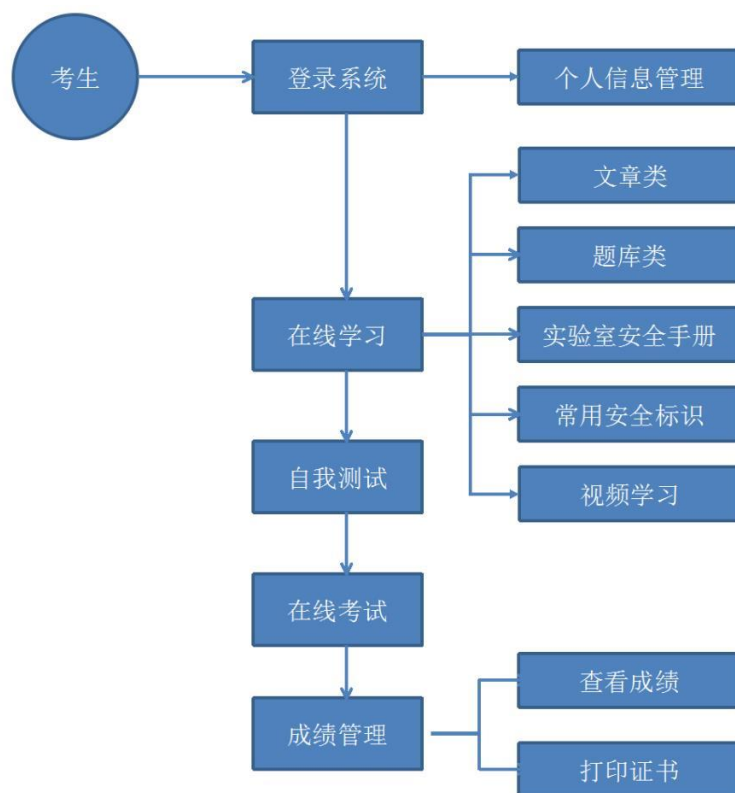 考生
登录系统
个人信息管理
文章类
题库类
在线学习
实验室安全手册
常用安全标识
自我测试
视频学习
在线考试
查看成绩
成绩管理
打印证书